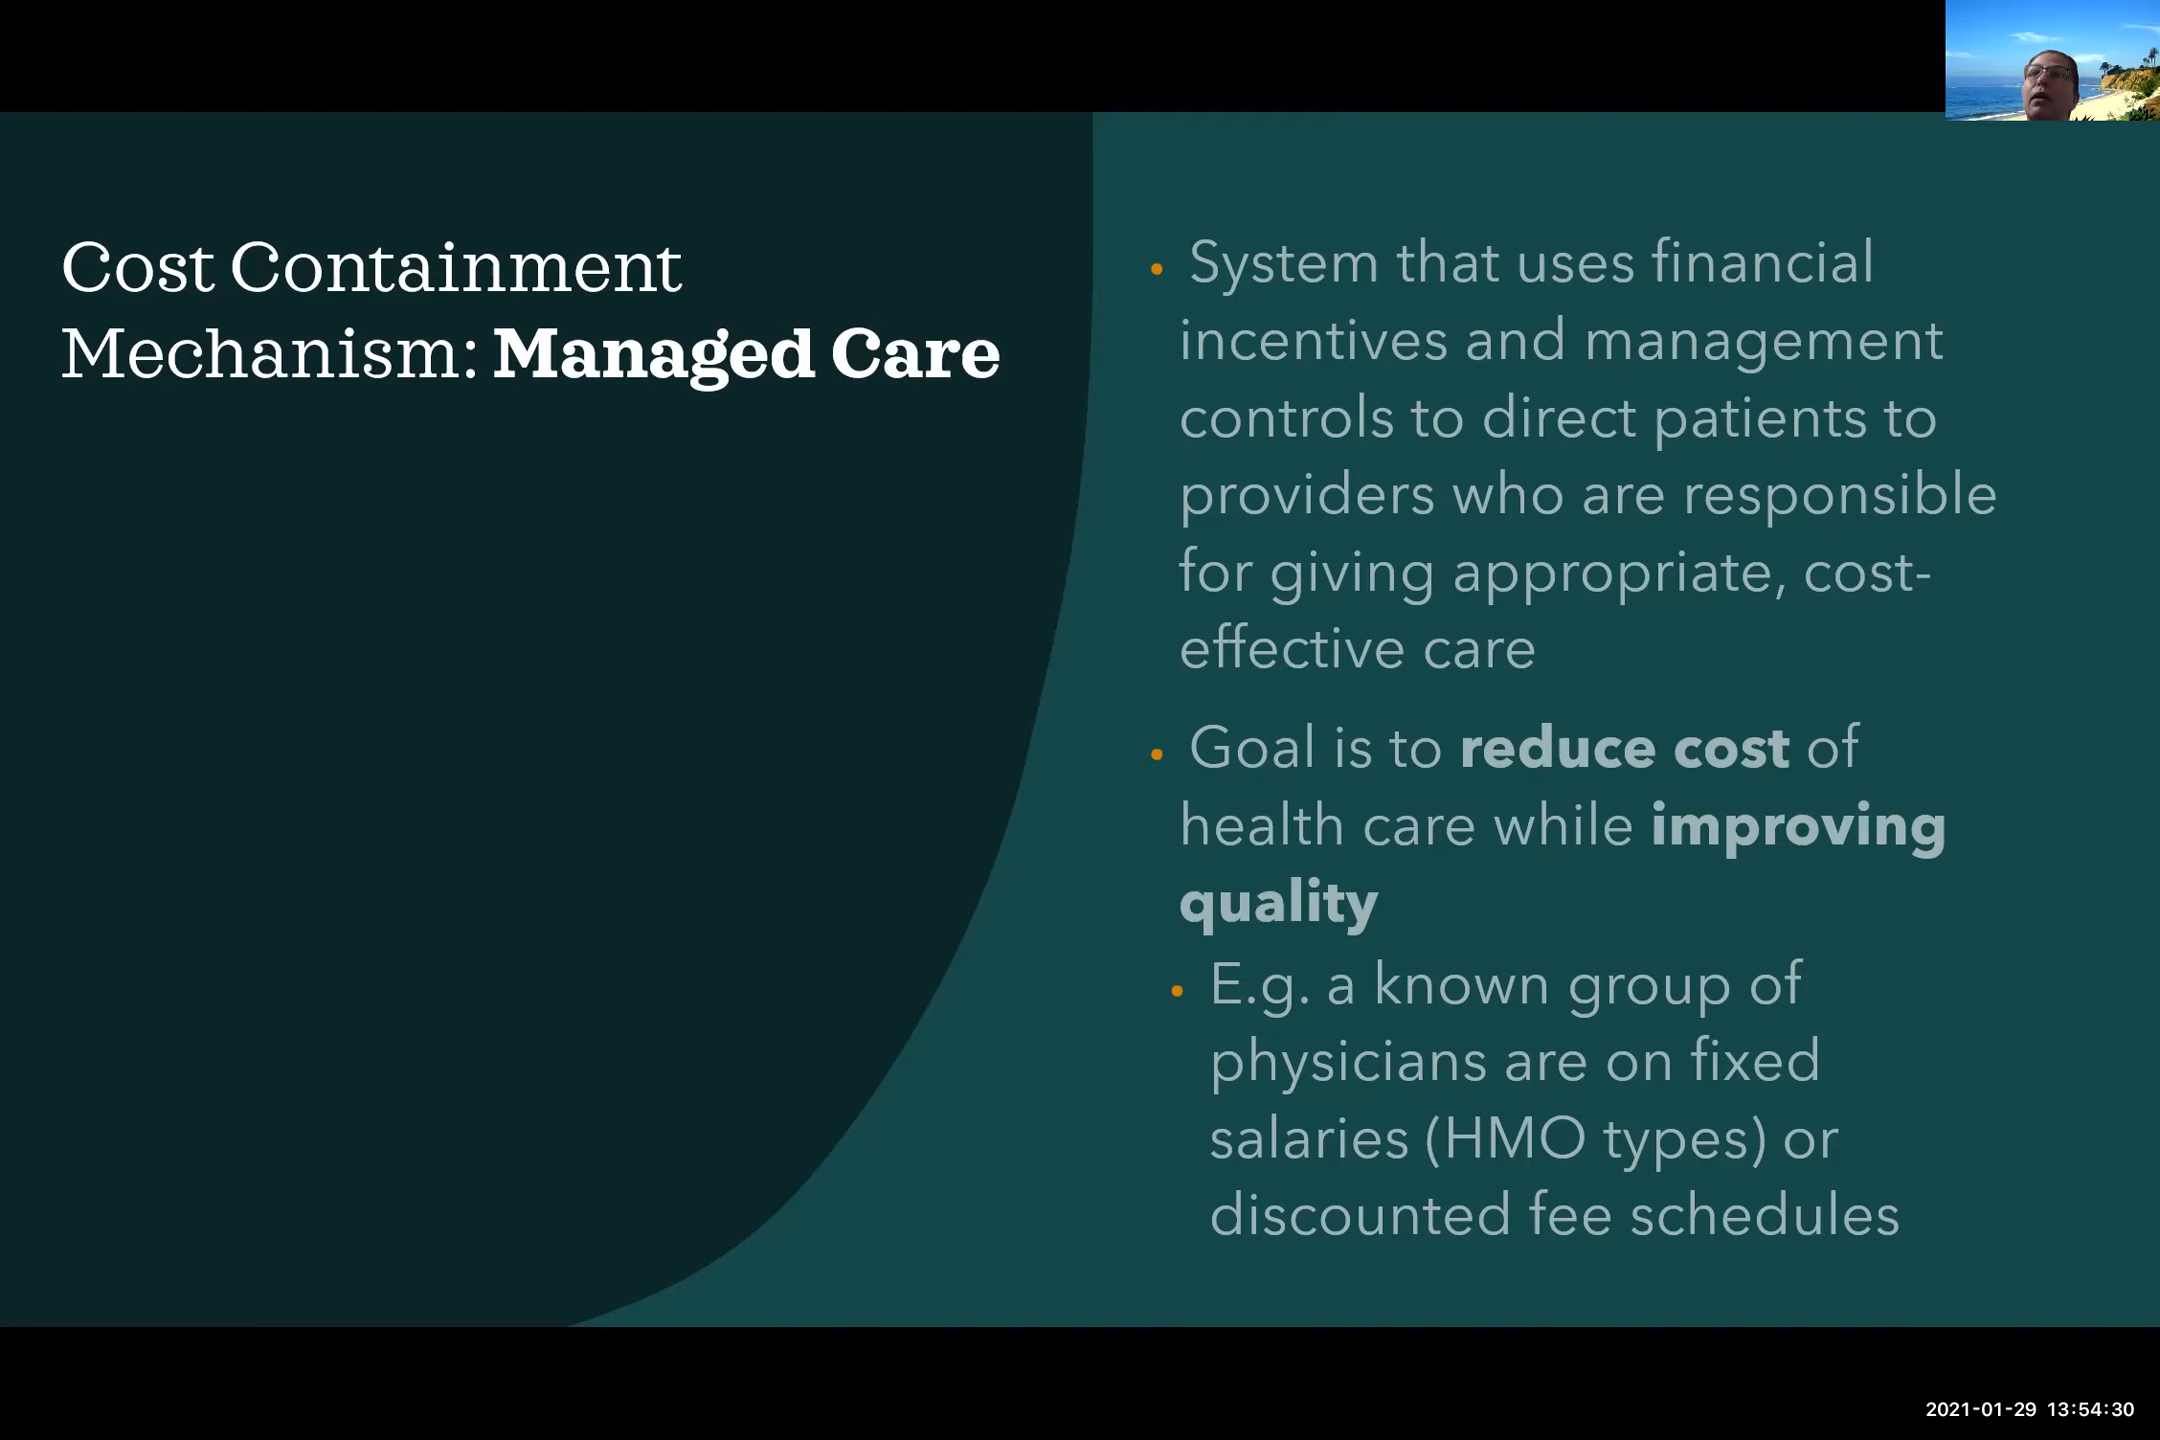 Cost Containment
Mechanism: Managed Care
• System that uses financial
incentives and management
controls to direct patients to
providers who are responsible
for giving appropriate, cost-
effective care
• Goal is to reduce cost of
health care while improving
quality
• E.g. a known group of
physicians are on fixed
salaries (HMO types) or
discounted fee schedules
2021-01-29 13:54:30